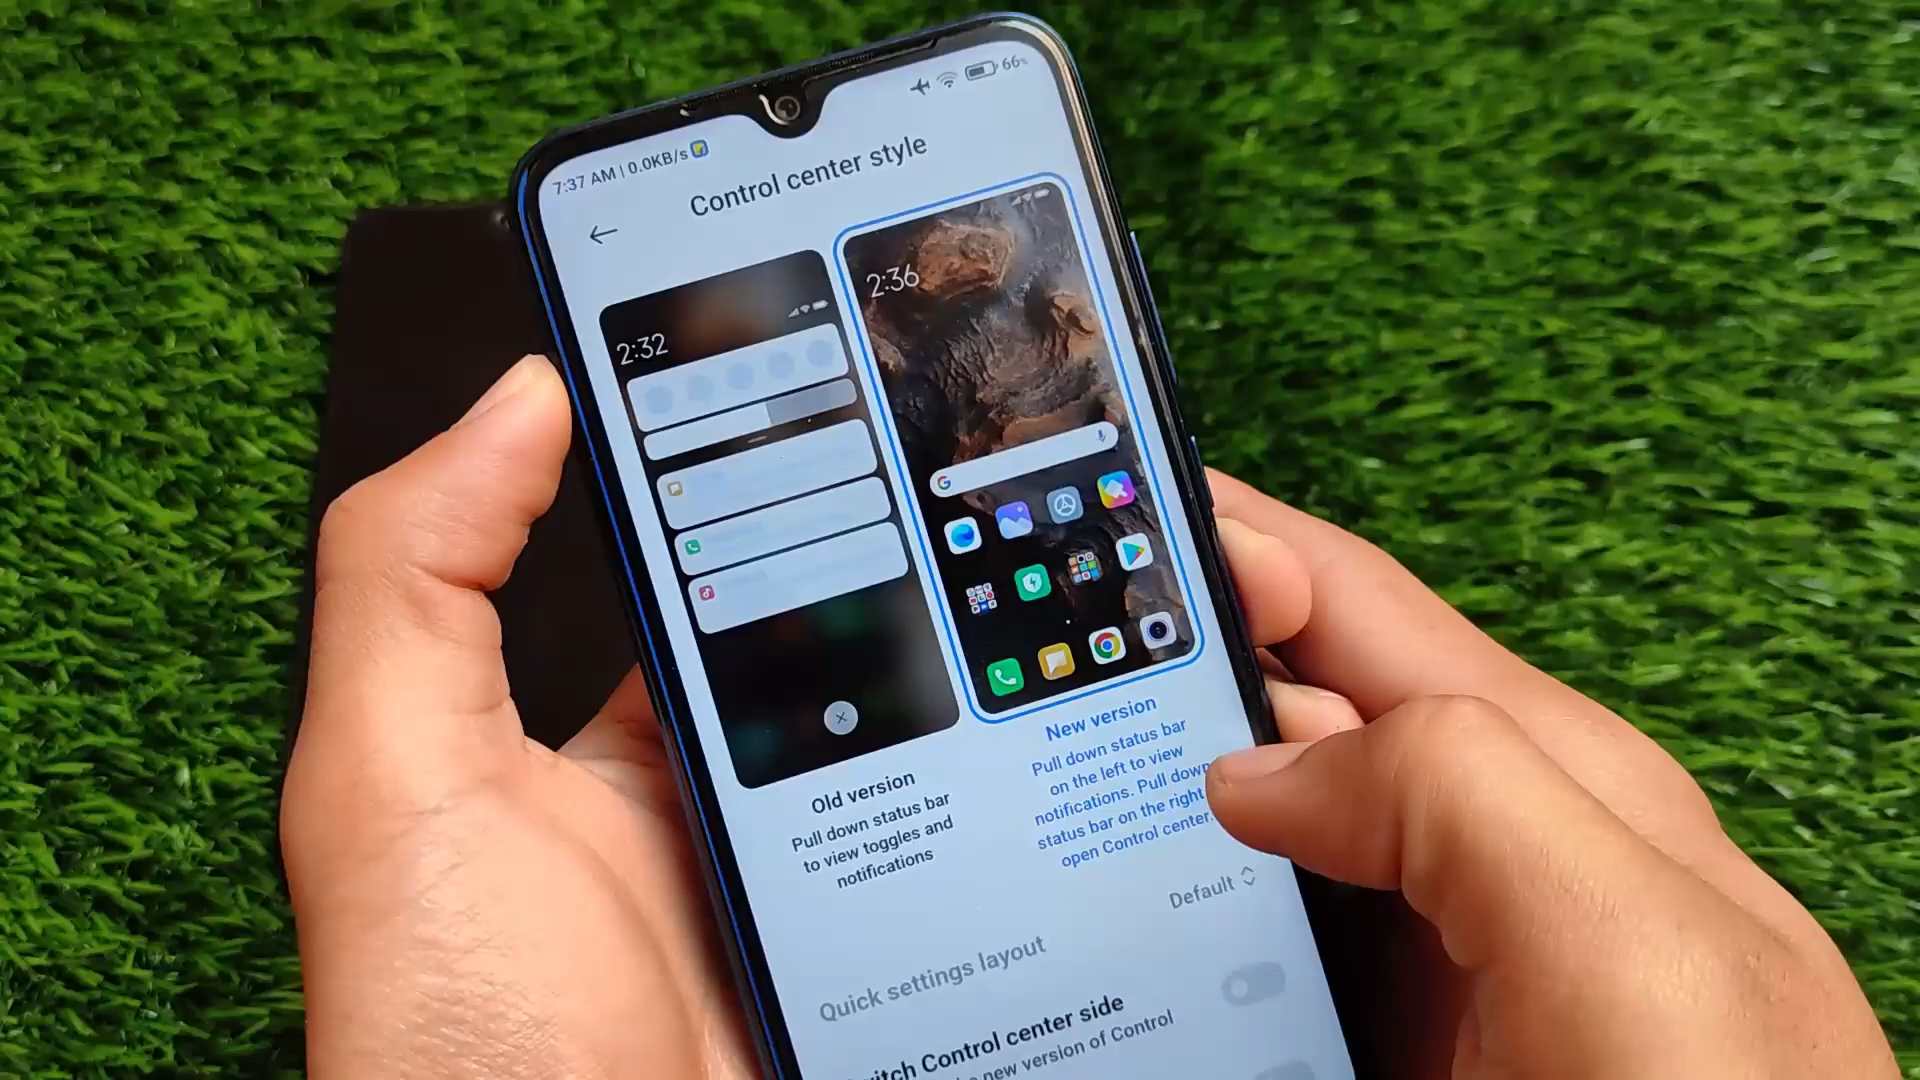 7:37 AM | 0.0KB/s
66%
Control center style
2:32
2:36
Old version
Pull down status bar
to view toggles and
notifications
New version
Pull down status bar
on the left to view
notifications. Pull down
status bar on the right
open Control center.
Default
Quick settings layout
Control center side
new version of Control